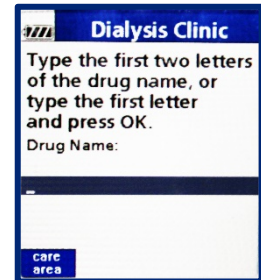 Dialysis Clinic
Type the first two letters
of the drug name, or
type the first letter
and press OK.
Drug Name:
care
area